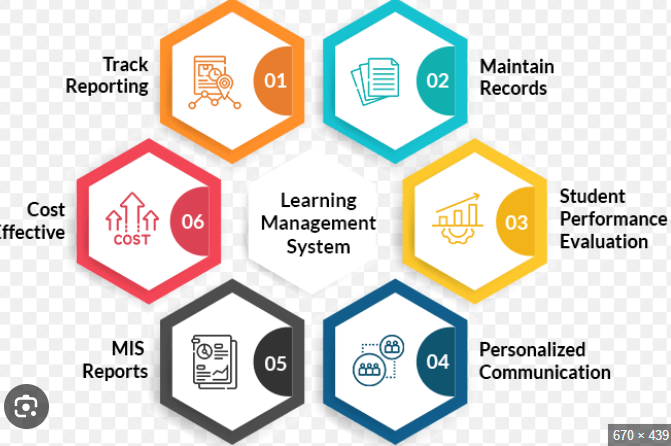 Track
Reporting
01
02
Maintain
Records
Cost
ffective
COST
06
Learning
Management
System
03
Student
Performance
Evaluation
MIS
Reports
05
04
Personalized
Communication
670 × 439